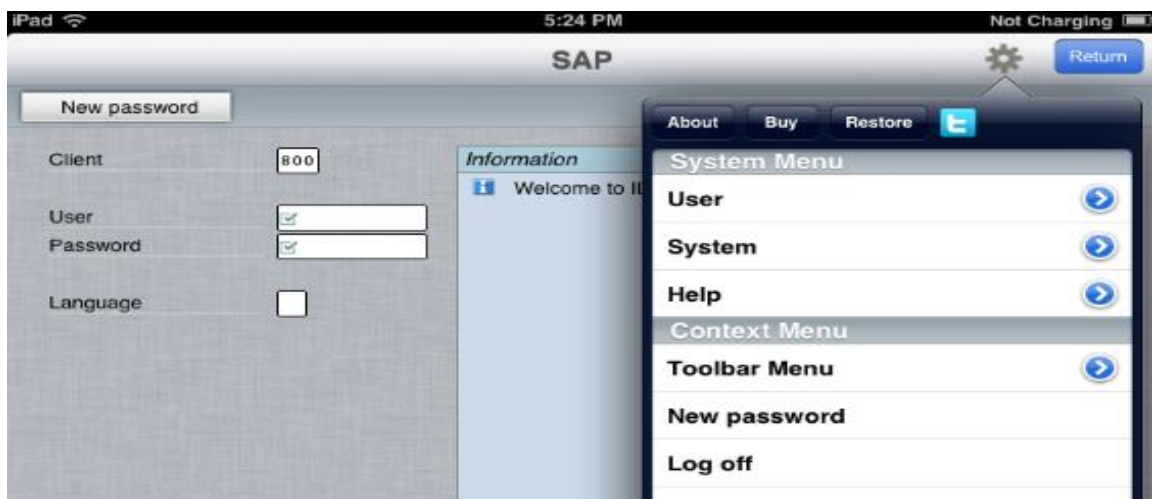 iPad 5:24 PM Not Charging
SAP
Return
New password
Client 800
User
Password
Language
Information
Welcome to
About Buy Restore
System Menu
User
System
Help
Context Menu
Toolbar Menu
New password
Log off